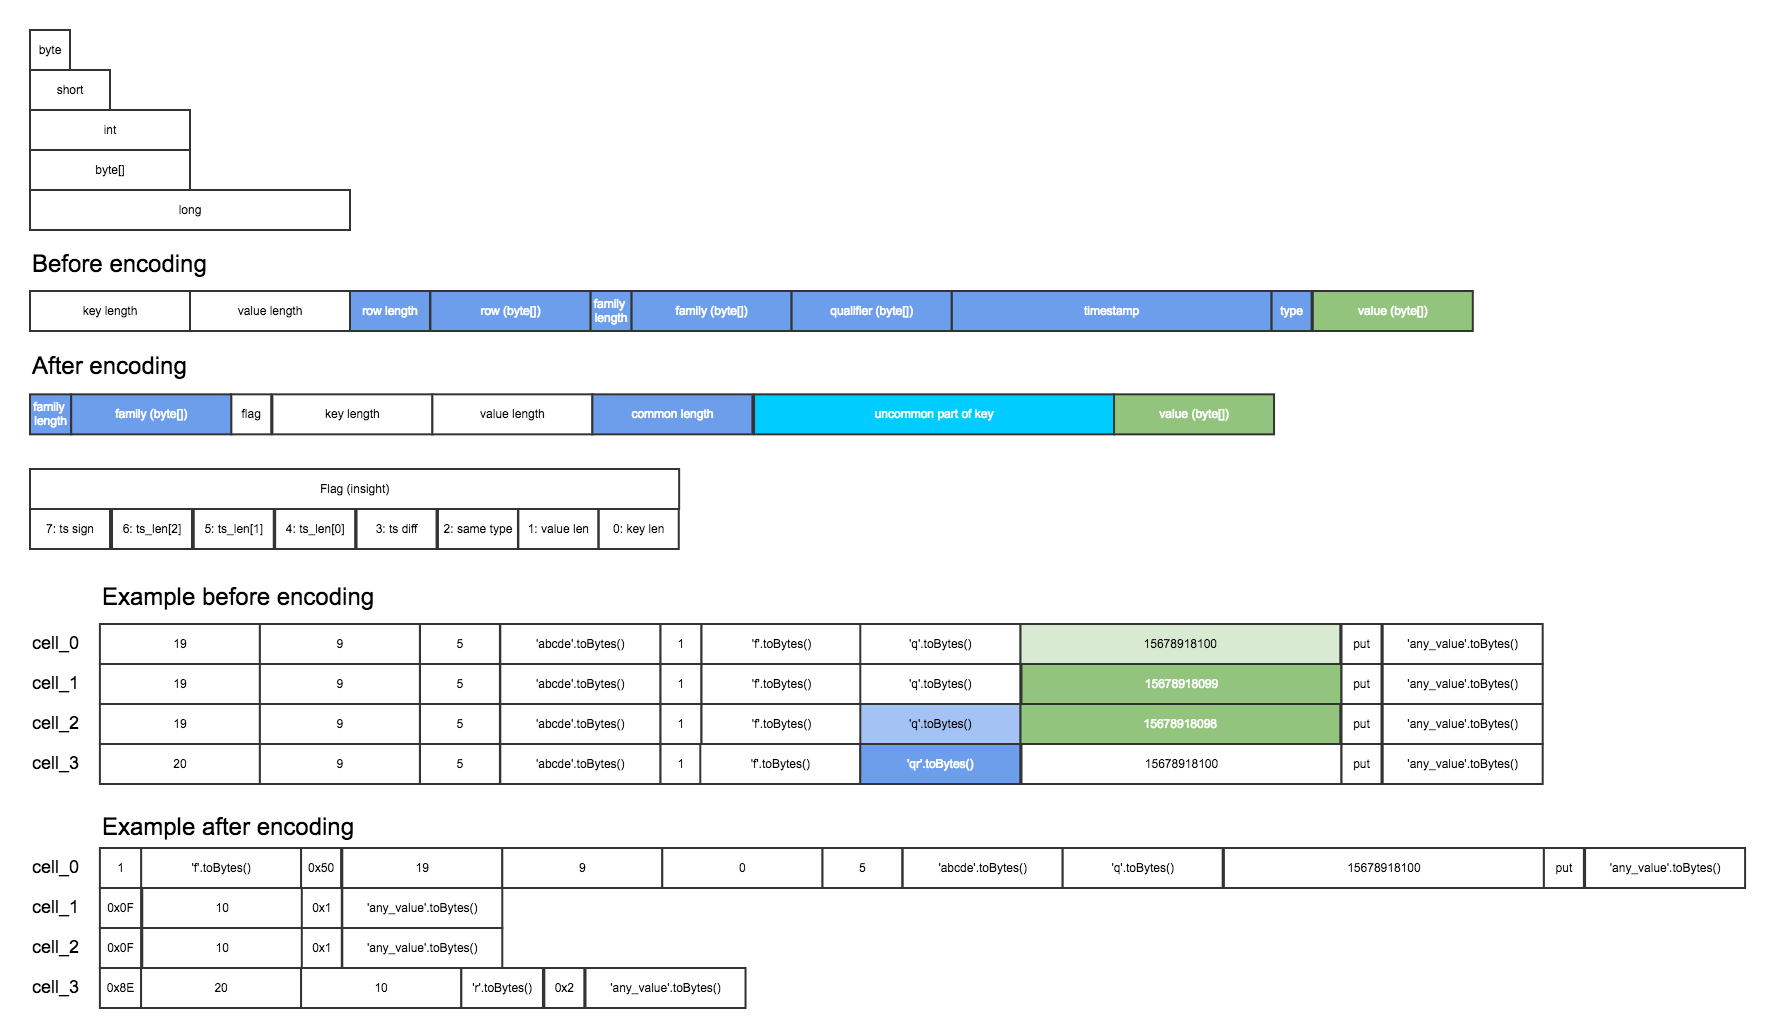 byte
short
int
byte[]
long
Before encoding
key length value length row length row (byte[]) family length family (byte[]) qualifier (byte[]) timestamp type value (byte[])
After encoding
family length family (byte[]) flag key length value length common length uncommon part of key value (byte[])
Flag (insight)
7: ts sign 6: ts_len[2] 5: ts_len[1] 4: ts_len[0] 3: ts diff 2: same type 1: value len 0: key len
Example before encoding
cell_0 19 9 5 'abcde'.toBytes() 1 'f'.toBytes() 'q'.toBytes() 15678918100 put 'any_value'.toBytes()
cell_1 19 9 5 'abcde'.toBytes() 1 'f'.toBytes() 'q'.toBytes() 15678918099 put 'any_value'.toBytes()
cell_2 19 9 5 'abcde'.toBytes() 1 'f'.toBytes() 'q'.toBytes() 15678918098 put 'any_value'.toBytes()
cell_3 20 9 5 'abcde'.toBytes() 1 'f'.toBytes() 'qr'.toBytes() 15678918100 put 'any_value'.toBytes()
Example after encoding
cell_0 1 'f'.toBytes() 0x50 19 9 0 5 'abcde'.toBytes() 'q'.toBytes() 15678918100 put 'any_value'.toBytes()
cell_1 0x0F 10 0x1 'any_value'.toBytes()
cell_2 0x0F 10 0x1 'any_value'.toBytes()
cell_3 0x8E 20 10 'r'.toBytes() 0x2 'any_value'.toBytes()